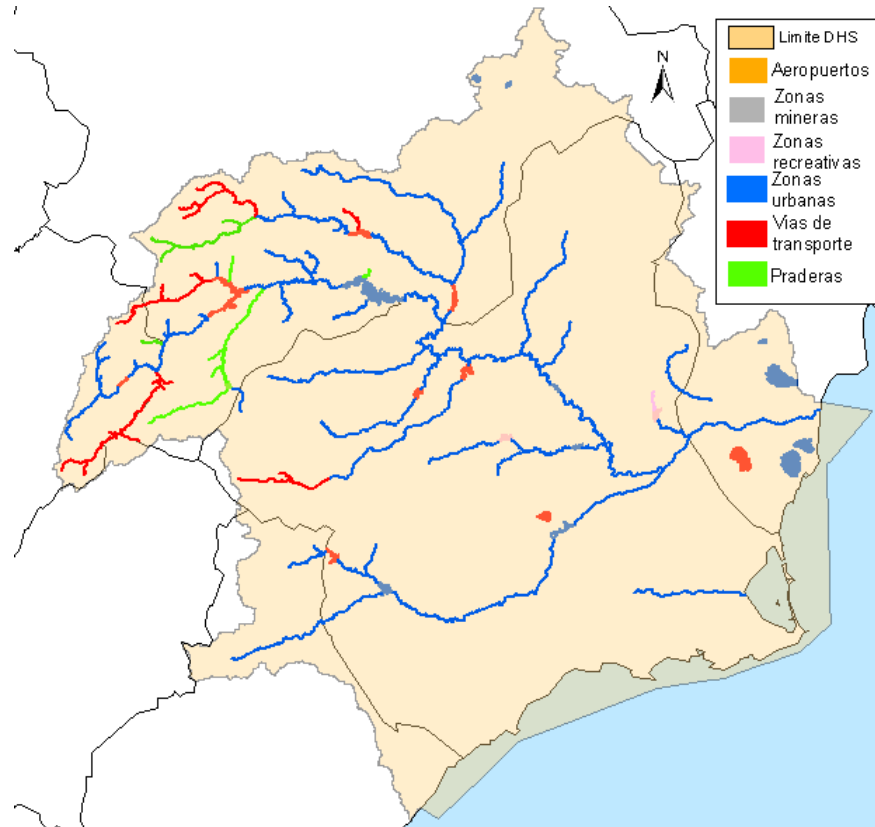 N
Limite DHS
Aeropuertos
Zonas
mineras
Zonas
recreativas
Zonas
urbanas
Vias de
transporte
Praderas